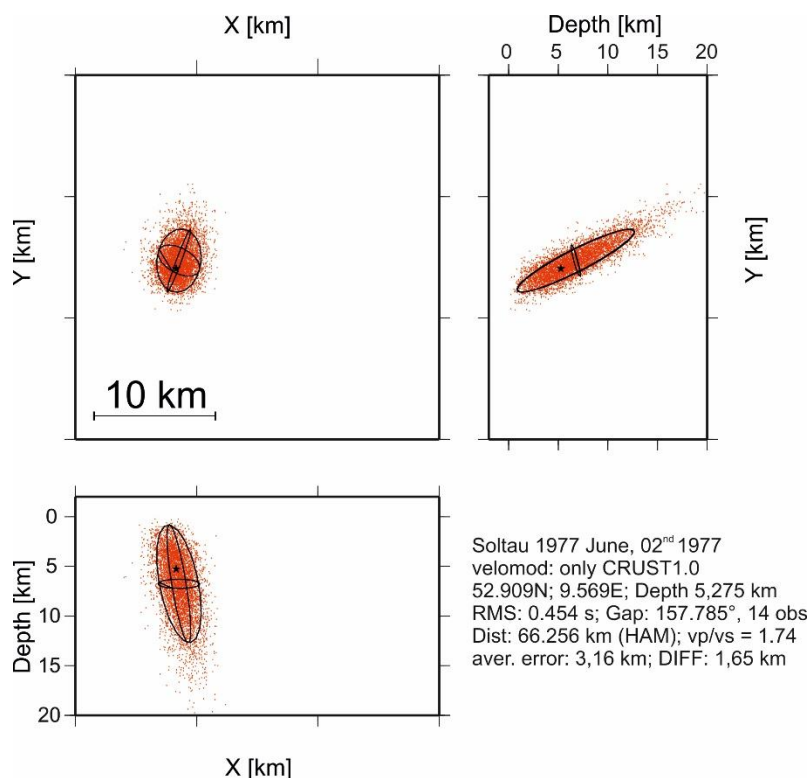 X [km]
Depth [km]
0 5 10 15 20
Y [km]
Y [km]
10 km
0
5
10
15
20
Depth [km]
X [km]
Soltau 1977 June, 02nd 1977
velomod: only CRUST1.0
52.909N; 9.569E; Depth 5,275 km
RMS: 0.454 s; Gap: 157.785°, 14 obs
Dist: 66.256 km (HAM); vp/vs = 1.74
aver. error: 3,16 km; DIFF: 1,65 km